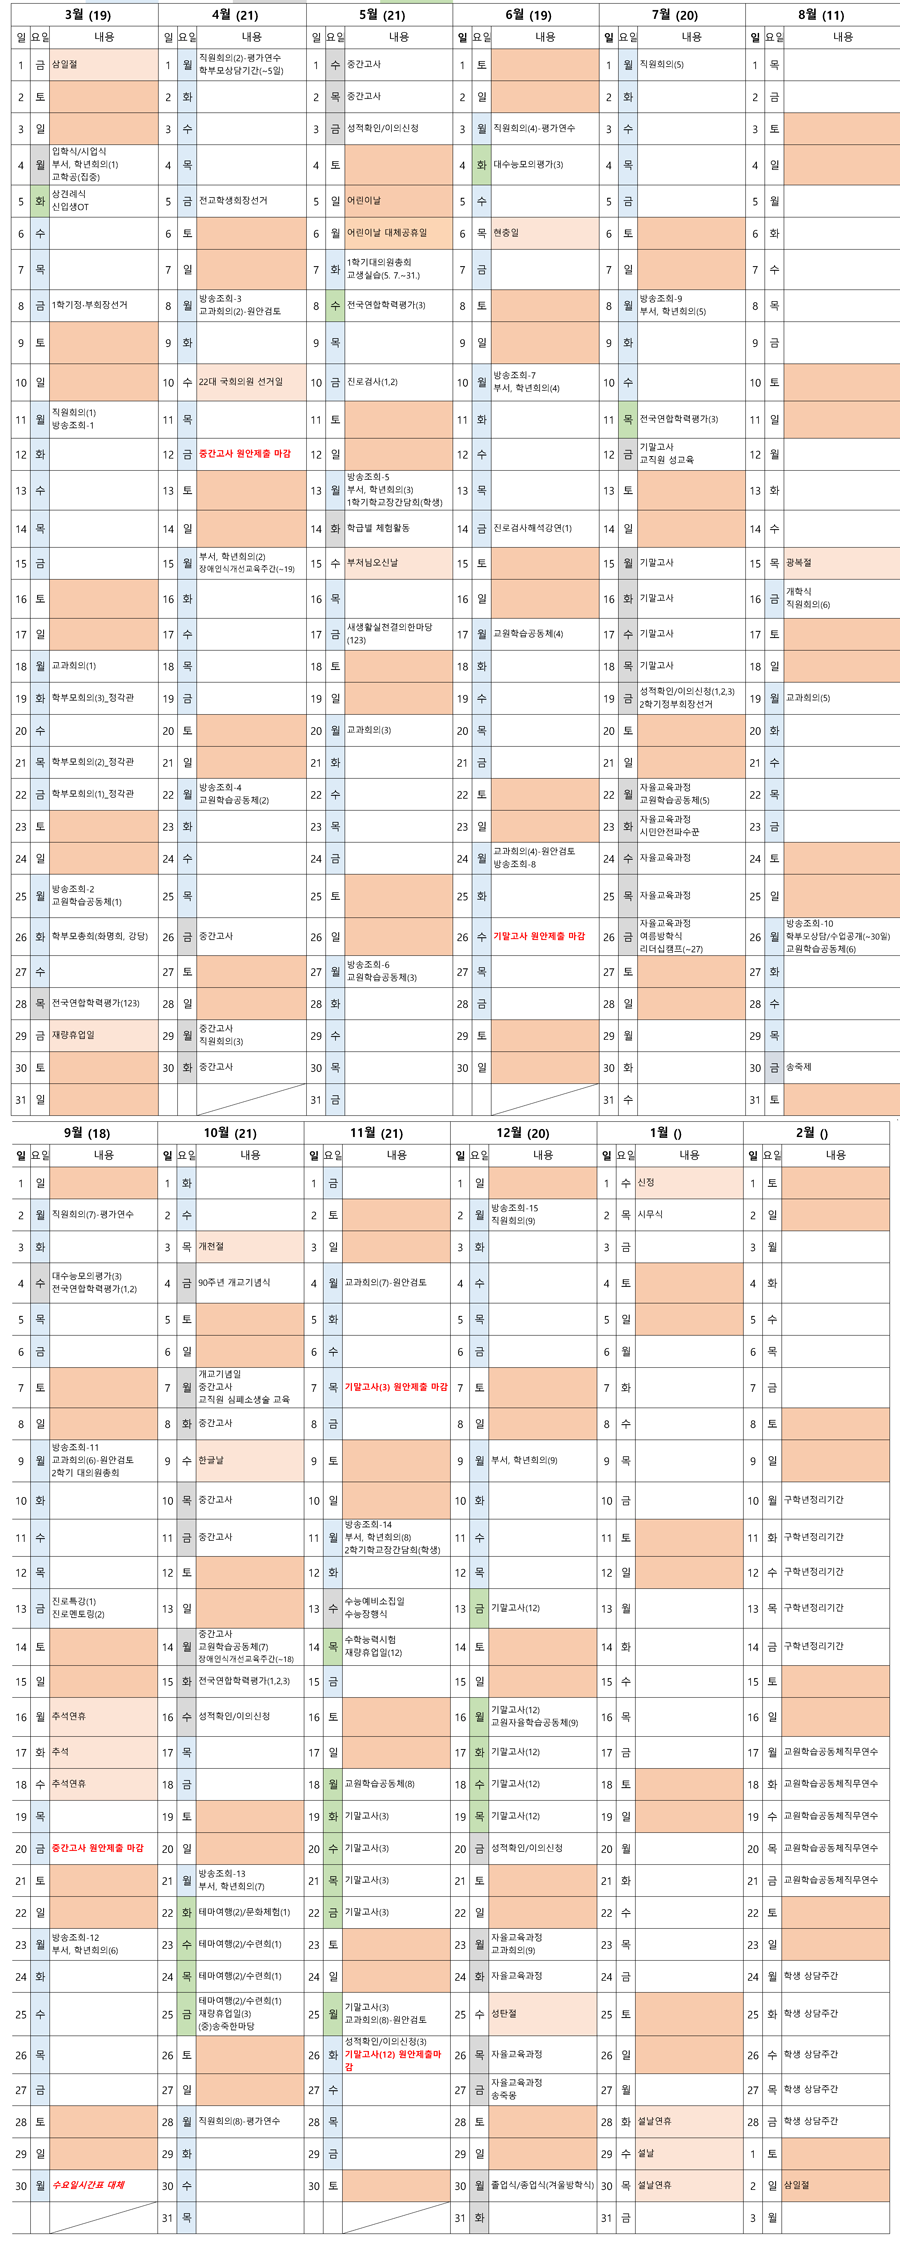 3월 (19)
일 요일 내용
1 금 삼일절
2 토
3 일
4 월 입학식/시업식
부서, 학년회의(1)
교학공(집중)
5 화 상견례식
신입생OT
6 수
7 목
8 금 1학기정·부회장선거
9 토
10 일
11 월 직원회의(1)
방송조회-1
12 화
13 수
14 목
15 금
16 토
17 일
18 월 교과회의(1)
19 화 학부모회의(3)_정각관
20 수
21 목 학부모회의(2)_정각관
22 금 학부모회의(1)_정각관
23 토
24 일
25 월 방송조회-2
교원학습공동체(1)
26 화 학부모총회(화명희, 강당)
27 수
28 목 전국연합학력평가(123)
29 금 재량휴업일
30 토
31 일
4월 (21)
일 요일 내용
1 월 직원회의(2)·평가연수
학부모상담기간(~5일)
2 화
3 수
4 목
5 금 전교학생회장선거
6 토
7 일
8 월 방송조회-3
교과회의(2)·원안검토
9 화
10 수 22대 국회의원 선거일
11 목
12 금 중간고사 원안제출 마감
13 토
14 일
15 월 부서, 학년회의(2)
장애인식개선교육주간(~19)
16 화
17 수
18 목
19 금
20 토
21 일
22 월 방송조회-4
교원학습공동체(2)
23 화
24 수
25 목
26 금 중간고사
27 토
28 일
29 월 중간고사
직원회의(3)
30 화 중간고사
5월 (21)
일 요일 내용
1 수 중간고사
2 목 중간고사
3 금 성적확인/이의신청
4 토
5 일 어린이날
6 월 어린이날 대체공휴일
7 화 1학기대의원총회
교생실습(5. 7.~31.)
8 수 전국연합학력평가(3)
9 목
10 금 진로검사(1,2)
11 토
12 일
13 월 방송조회-5
부서, 학년회의(3)
1학기학교장간담회(학생)
14 화 학급별 체험활동
15 수 부처님오신날
16 목
17 금 새생활실천결의한마당
(123)
18 토
19 일
20 월 교과회의(3)
21 화
22 수
23 목
24 금
25 토
26 일
27 월 방송조회-6
교원학습공동체(3)
28 화
29 수
30 목
31 금
6월 (19)
일 요일 내용
1 토
2 일
3 월 직원회의(4)·평가연수
4 화 대수능모의평가(3)
5 수
6 목 현충일
7 금
8 토
9 일
10 월 방송조회-7
부서, 학년회의(4)
11 화
12 수
13 목
14 금 진로검사해석강연(1)
15 토
16 일
17 월 교원학습공동체(4)
18 화
19 수
20 목
21 금
22 토
23 일
24 월 교과회의(4)·원안검토
방송조회-8
25 화
26 수 기말고사 원안제출 마감
27 목
28 금
29 토
30 일
7월 (20)
일 요일 내용
1 월 직원회의(5)
2 화
3 수
4 목
5 금
6 토
7 일
8 월 방송조회-9
부서, 학년회의(5)
9 화
10 수
11 목 전국연합학력평가(3)
12 금 기말고사
교직원 성교육
13 토
14 일
15 월 기말고사
16 화 기말고사
17 수 기말고사
18 목 기말고사
19 금 성적확인/이의신청(1,2,3)
2학기정부회장선거
20 토
21 일
22 월 자율교육과정
교원학습공동체(5)
23 화 자율교육과정
시민안전파수꾼
24 수 자율교육과정
25 목 자율교육과정
26 금 자율교육과정
여름방학식
리더십캠프(~27)
27 토
28 일
29 월
30 화
31 수
8월 (11)
일 요일 내용
1 목
2 금
3 토
4 일
5 월
6 화
7 수
8 목
9 금
10 토
11 일
12 월
13 화
14 수
15 목 광복절
16 금 개학식
직원회의(6)
17 토
18 일
19 월 교과회의(5)
20 화
21 수
22 목
23 금
24 토
25 일
26 월 방송조회-10
학부모상담/수업공개(~30일)
교원학습공동체(6)
27 화
28 수
29 목
30 금 송죽제
31 토
9월 (18)
일 요일 내용
1 일
2 월 직원회의(7)·평가연수
3 화
4 수 대수능모의평가(3)
전국연합학력평가(1,2)
5 목
6 금
7 토
8 일
9 월 방송조회-11
교과회의(6)·원안검토
2학기 대의원총회
10 화
11 수
12 목
13 금 진로특강(1)
진로멘토링(2)
14 토
15 일
16 월 추석연휴
17 화 추석
18 수 추석연휴
19 목
20 금 중간고사 원안제출 마감
21 토
22 일
23 월 방송조회-12
부서, 학년회의(6)
24 화
25 수
26 목
27 금
28 토
29 일
30 월 수요일시간표 대체
10월 (21)
일 요일 내용
1 화
2 수
3 목 개천절
4 금 90주년 개교기념식
5 토
6 일
7 월 개교기념일
중간고사
교직원 심폐소생술 교육
8 화 중간고사
9 수 한글날
10 목 중간고사
11 금 중간고사
12 토
13 일
14 월 중간고사
교원학습공동체(7)
장애인식개선교육주간(~18)
15 화 전국연합학력평가(1,2,3)
16 수 성적확인/이의신청
17 목
18 금
19 토
20 일
21 월 방송조회-13
부서, 학년회의(7)
22 화 테마여행(2)/문화체험(1)
23 수 테마여행(2)/수련회(1)
24 목 테마여행(2)/수련회(1)
25 금 테마여행(2)/수련회(1)
재량휴업일(3)
(중)송죽한마당
26 토
27 일
28 월 직원회의(8)·평가연수
29 화
30 수
31 목
11월 (21)
일 요일 내용
1 금
2 토
3 일
4 월 교과회의(7)·원안검토
5 화
6 수
7 목 기말고사(3) 원안제출 마감
8 금
9 토
10 일
11 월 방송조회-14
부서, 학년회의(8)
2학기학교장간담회(학생)
12 화
13 수 수능예비소집일
수능장행식
14 목 수학능력시험
재량휴업일(12)
15 금
16 토
17 일
18 월 교원학습공동체(8)
19 화 기말고사(3)
20 수 기말고사(3)
21 목 기말고사(3)
22 금 기말고사(3)
23 토
24 일
25 월 기말고사(3)
교과회의(8)·원안검토
26 화 성적확인/이의신청(3)
기말고사(12) 원안제출마
감
27 수
28 목
29 금
30 토
12월 (20)
일 요일 내용
1 일
2 월 방송조회-15
직원회의(9)
3 화
4 수
5 목
6 금
7 토
8 일
9 월 부서, 학년회의(9)
10 화
11 수
12 목
13 금 기말고사(12)
14 토
15 일
16 월 기말고사(12)
교원자율학습공동체(9)
17 화 기말고사(12)
18 수 기말고사(12)
19 목 기말고사(12)
20 금 성적확인/이의신청
21 토
22 일
23 월 자율교육과정
교과회의(9)
24 화 자율교육과정
25 수 성탄절
26 목 자율교육과정
27 금 자율교육과정
송죽몽
28 토
29 일
30 월 졸업식/종업식(겨울방학식)
31 화
1월 ()
일 요일 내용
1 수 신정
2 목 시무식
3 금
4 토
5 일
6 월
7 화
8 수
9 목
10 금
11 토
12 일
13 월
14 화
15 수
16 목
17 금
18 토
19 일
20 월
21 화
22 수
23 목
24 금
25 토
26 일
27 월
28 화 설날연휴
29 수 설날
30 목 설날연휴
31 금
2월 ()
일 요일 내용
1 토
2 일
3 월
4 화
5 수
6 목
7 금
8 토
9 일
10 월 구학년정리기간
11 화 구학년정리기간
12 수 구학년정리기간
13 목 구학년정리기간
14 금 구학년정리기간
15 토
16 일
17 월 교원학습공동체직무연수
18 화 교원학습공동체직무연수
19 수 교원학습공동체직무연수
20 목 교원학습공동체직무연수
21 금 교원학습공동체직무연수
22 토
23 일
24 월 학생 상담주간
25 화 학생 상담주간
26 수 학생 상담주간
27 목 학생 상담주간
28 금 학생 상담주간
1 토
2 일 삼일절
3 월